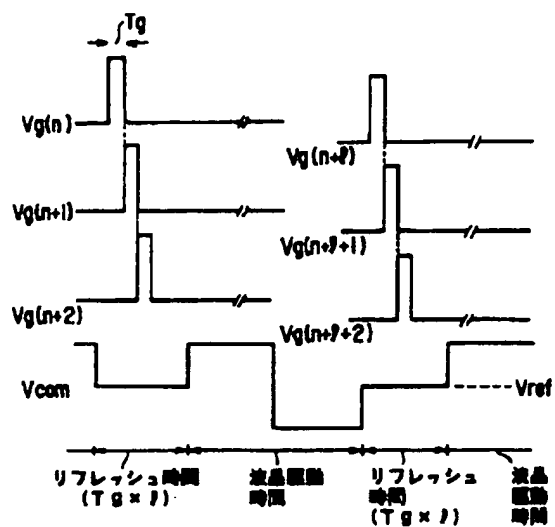 Tg
Vg(n)
Vg(n+ℓ)
Vg(n+1)
Vg(n+ℓ+1)
Vg(n+2)
Vg(n+ℓ+2)
Vcom
Vref
リフレッシュ時間
(Tg×ℓ)
液晶駆動
時間
リフレッシュ
時間
(Tg×ℓ)
液晶
駆動
時間